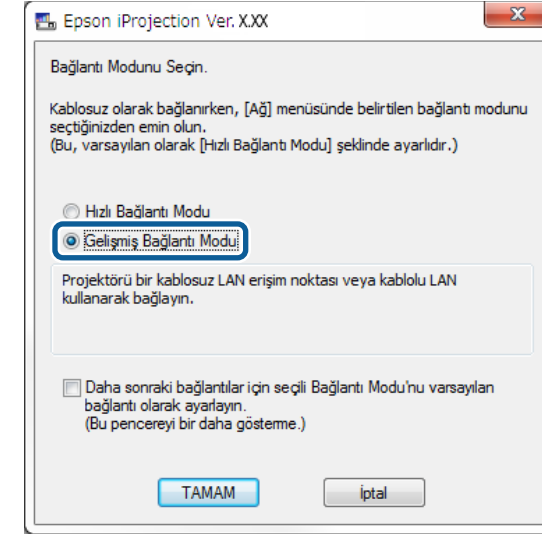 Epson iProjection Ver. X.XX
Bağlantı Modunu Seçin.
Kablosuz olarak bağlanırken, [Ağ] menüsünde belirtilen bağlantı modunu
seçtiğinizden emin olun.
(Bu, varsayılan olarak [Hızlı Bağlantı Modu] şeklinde ayarlıdır.)
Hızlı Bağlantı Modu
Gelişmiş Bağlantı Modu
Projektörü bir kablosuz LAN erişim noktası veya kablolu LAN
kullanarak bağlayın.
Daha sonraki bağlantılar için seçili Bağlantı Modu'nu varsayılan
bağlantı olarak ayarlayın.
(Bu pencereyi bir daha gösterme.)
TAMAM
İptal